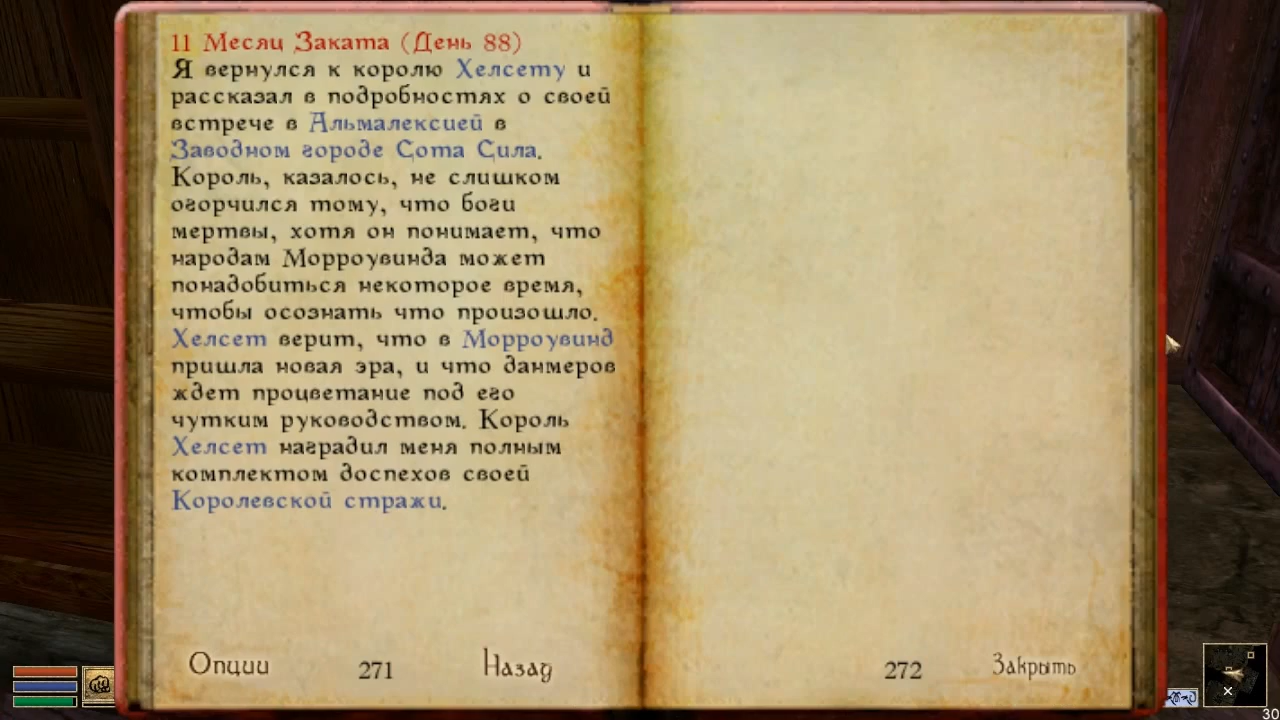 11 Месяц Заката (День 88)
Я вернулся к королю Хелсету и
рассказал в подробностях о своей
встрече в Альмалексией в
Заводном городе Сота Сила.
Король, казалось, не слишком
огорчился тому, что боги
мертвы, хотя он понимает, что
народам Морроувинда может
понадобиться некоторое время,
чтобы осознать что произошло.
Хелсет верит, что в Морроувинд
пришла новая эра, и что данмеров
ждет процветание под его
чутким руководством. Король
Хелсет наградил меня полным
комплектом доспехов своей
Королевской стражи.
Опции 271 Назад 272 Закрыть
30